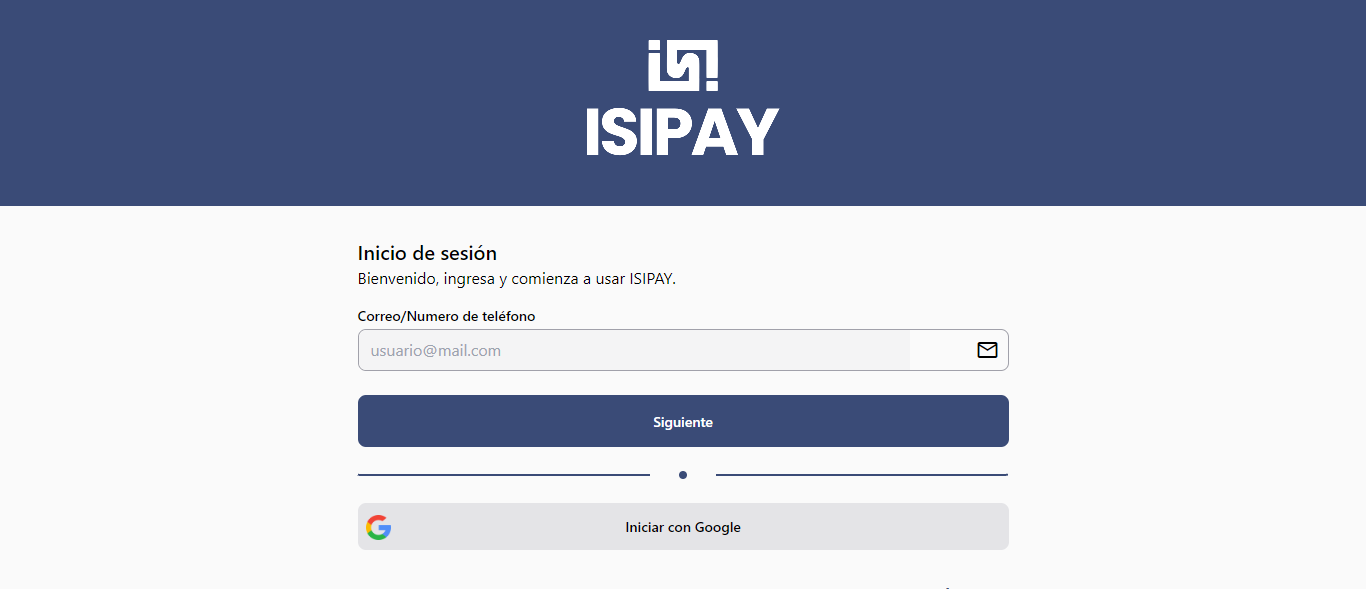 ISIPAY
Inicio de sesión
Bienvenido, ingresa y comienza a usar ISIPAY.
Correo/Numero de teléfono
usuario@mail.com
Siguiente
Iniciar con Google